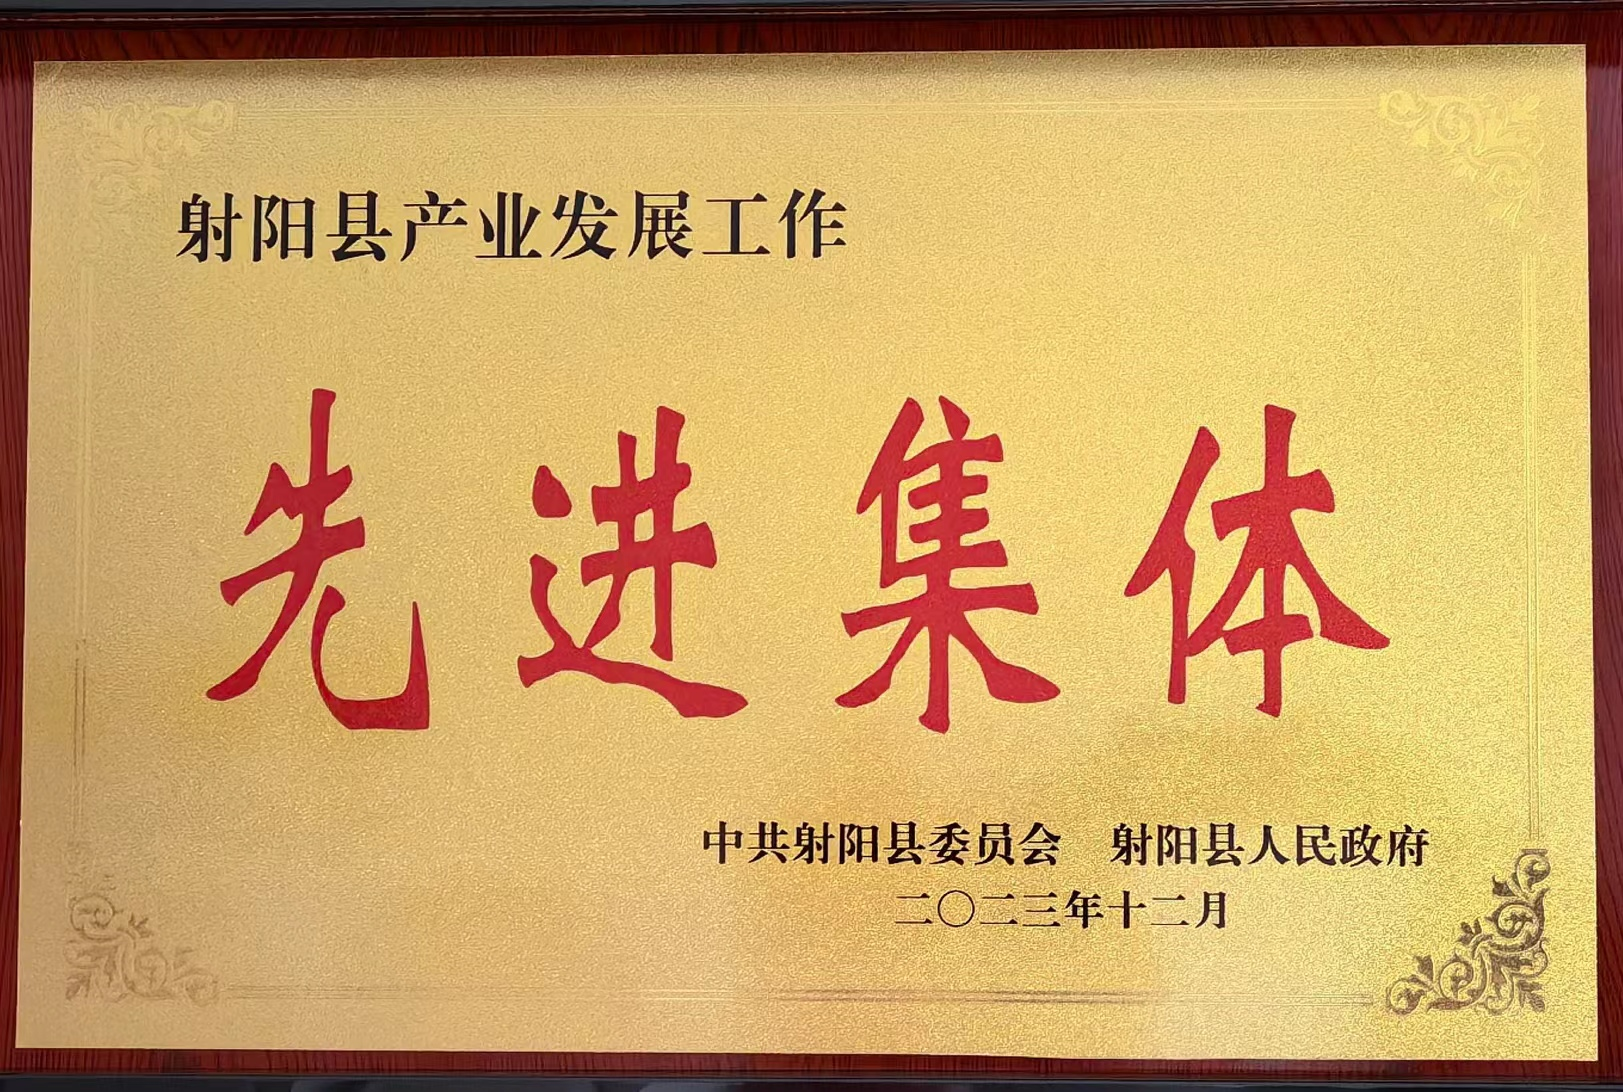 射阳县产业发展工作
先进集体
中共射阳县委员会　射阳县人民政府
二〇二三年十二月